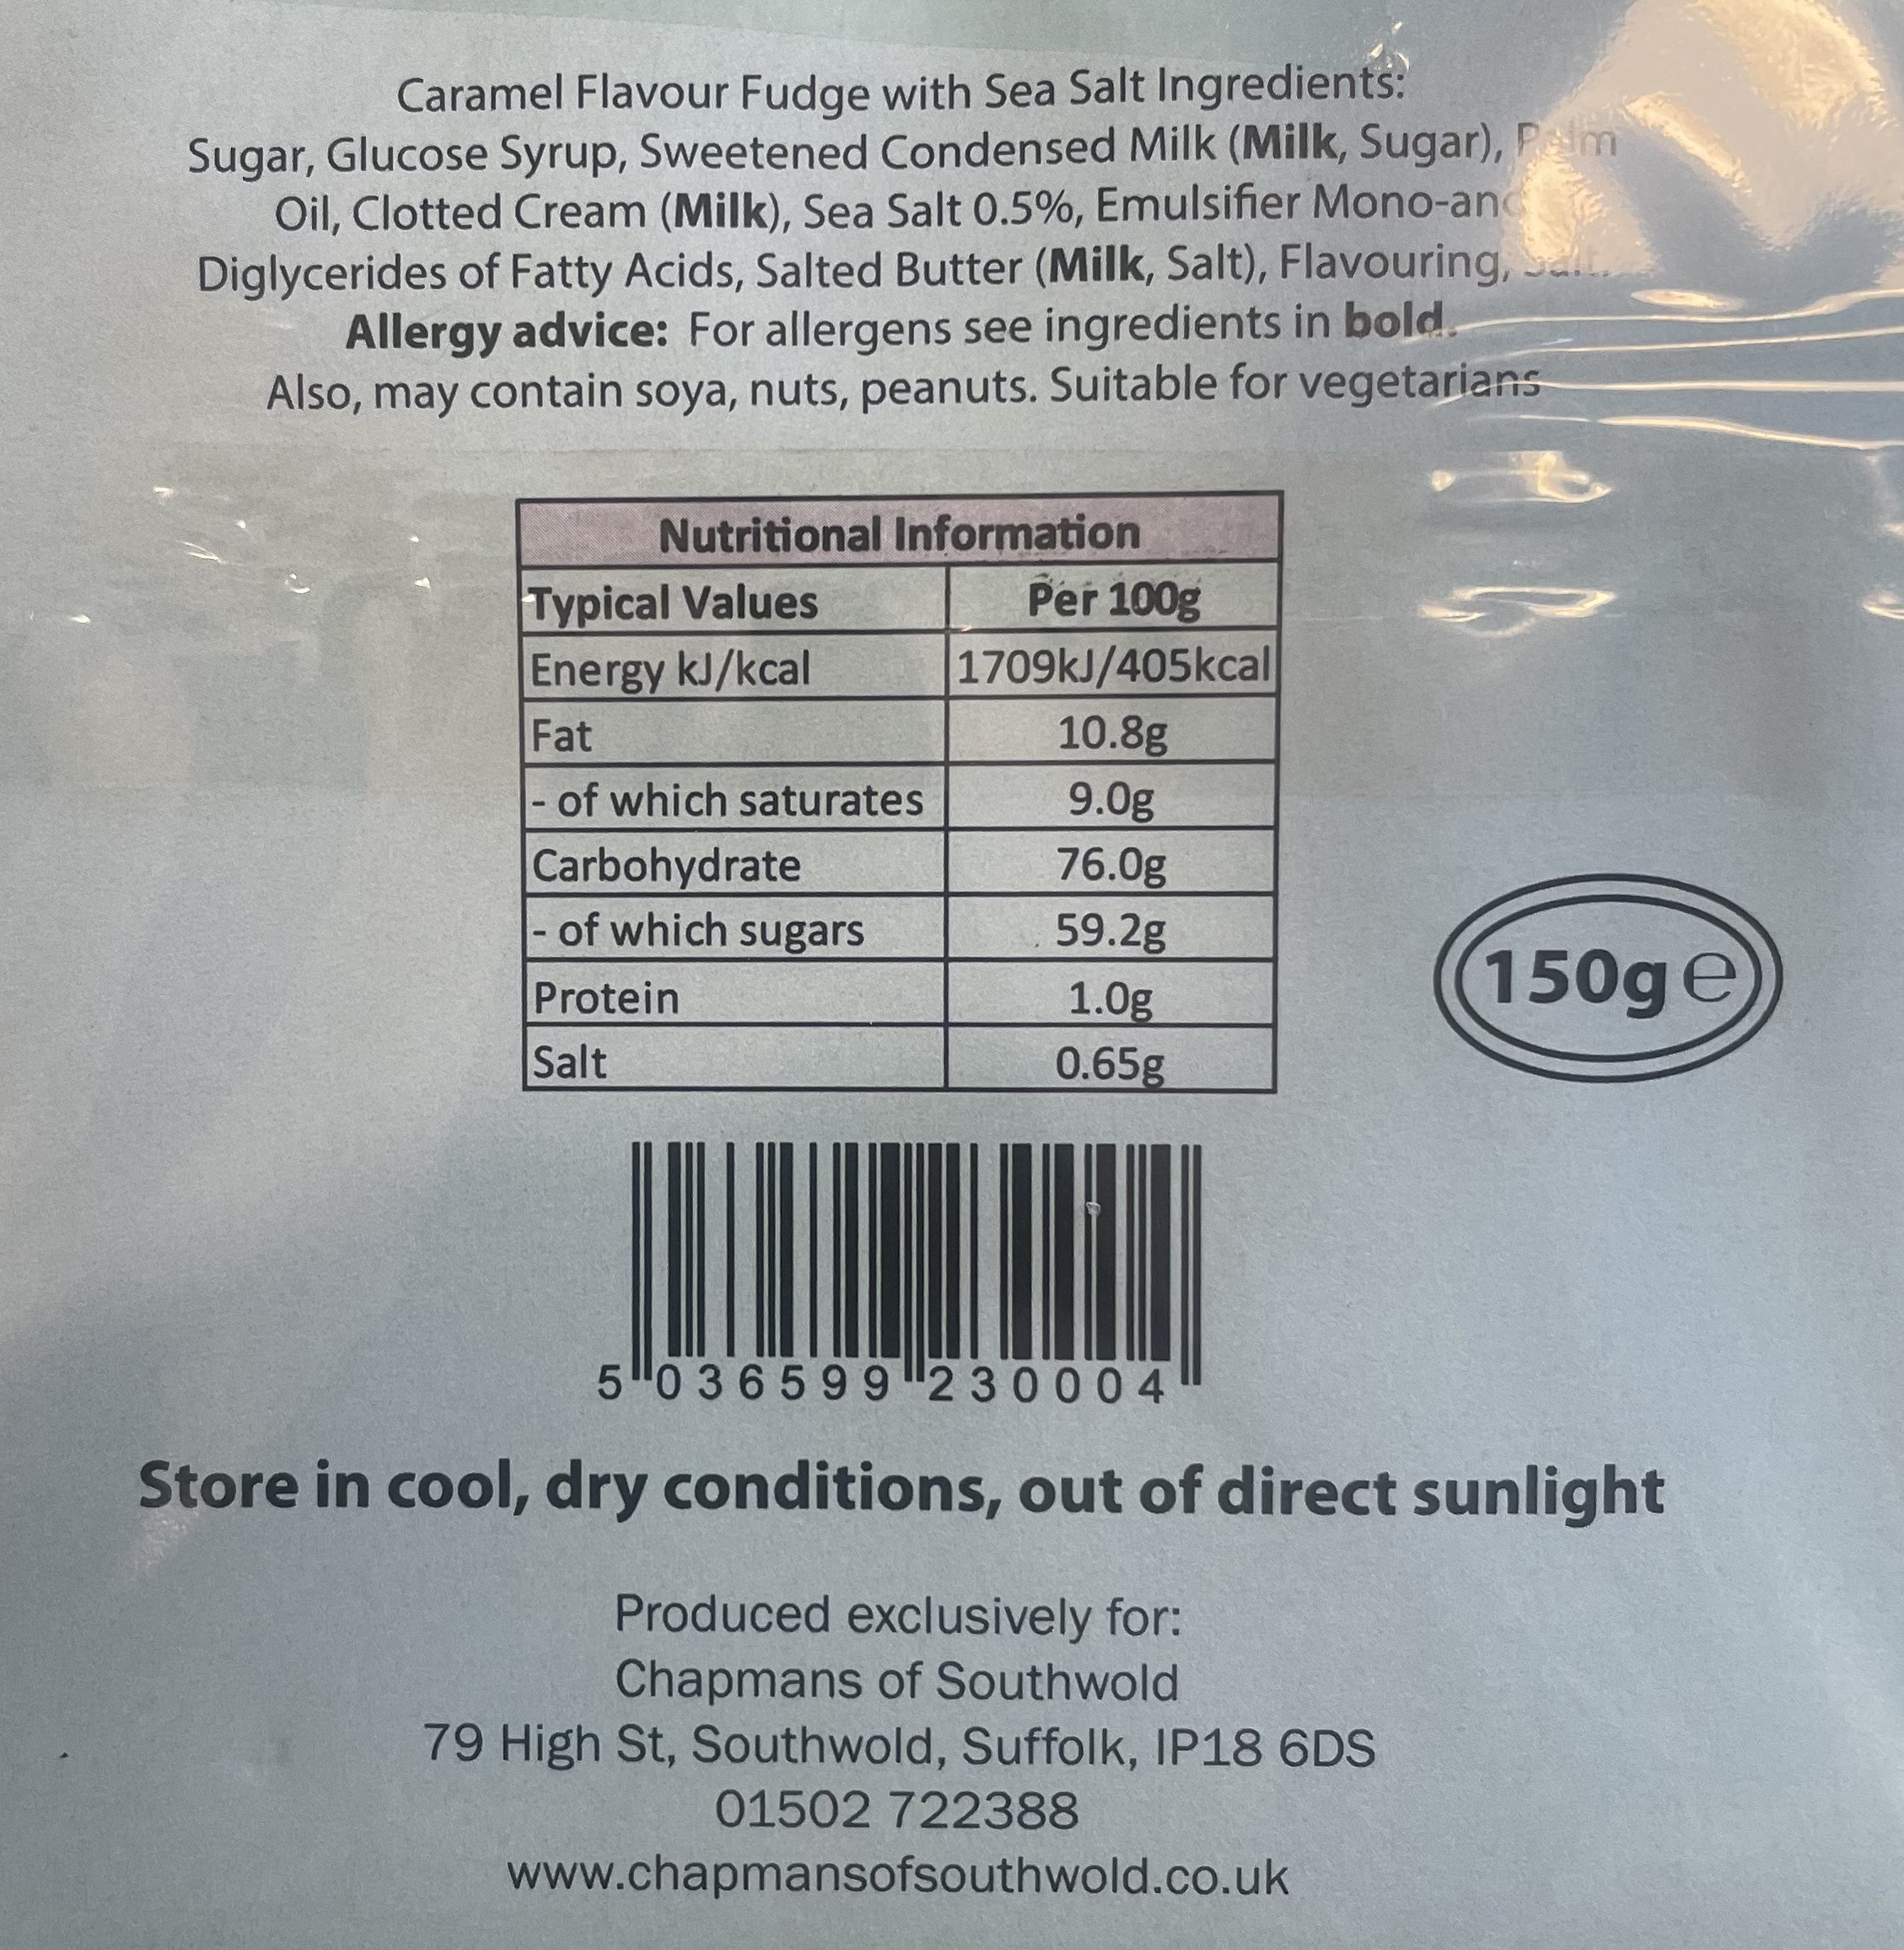 Caramel Flavour Fudge with Sea Salt Ingredients:
Sugar, Glucose Syrup, Sweetened Condensed Milk (Milk, Sugar), Palm
Oil, Clotted Cream (Milk), Sea Salt 0.5%, Emulsifier Mono-and
Diglycerides of Fatty Acids, Salted Butter (Milk, Salt), Flavouring, Salt.
Allergy advice: For allergens see ingredients in bold.
Also, may contain soya, nuts, peanuts. Suitable for vegetarians
Nutritional Information
Typical Values Per 100g
Energy kJ/kcal 1709kJ/405kcal
Fat 10.8g
- of which saturates 9.0g
Carbohydrate 76.0g
- of which sugars 59.2g
Protein 1.0g
Salt 0.65g
150g e
5 036599 230004
Store in cool, dry conditions, out of direct sunlight
Produced exclusively for:
Chapmans of Southwold
79 High St, Southwold, Suffolk, IP18 6DS
01502 722388
www.chapmansofsouthwold.co.uk